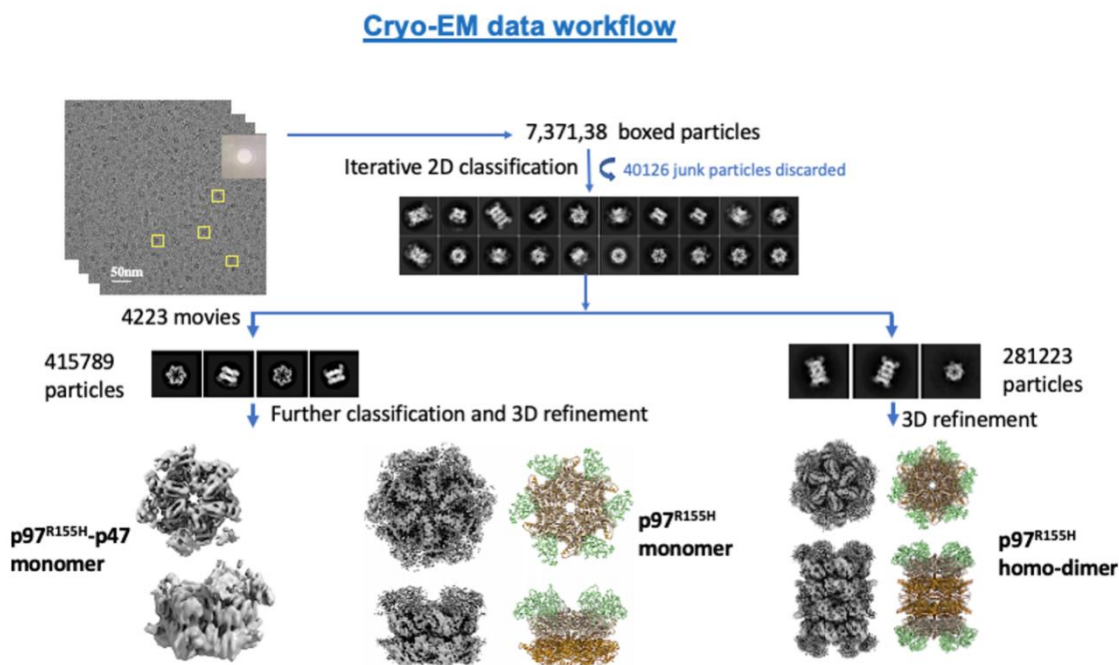 Cryo-EM data workflow
7,371,38 boxed particles
Iterative 2D classification
40126 junk particles discarded
50nm
4223 movies
415789
particles
281223
particles
Further classification and 3D refinement
3D refinement
p97R155H-p47
monomer
p97R155H
monomer
p97R155H
homo-dimer